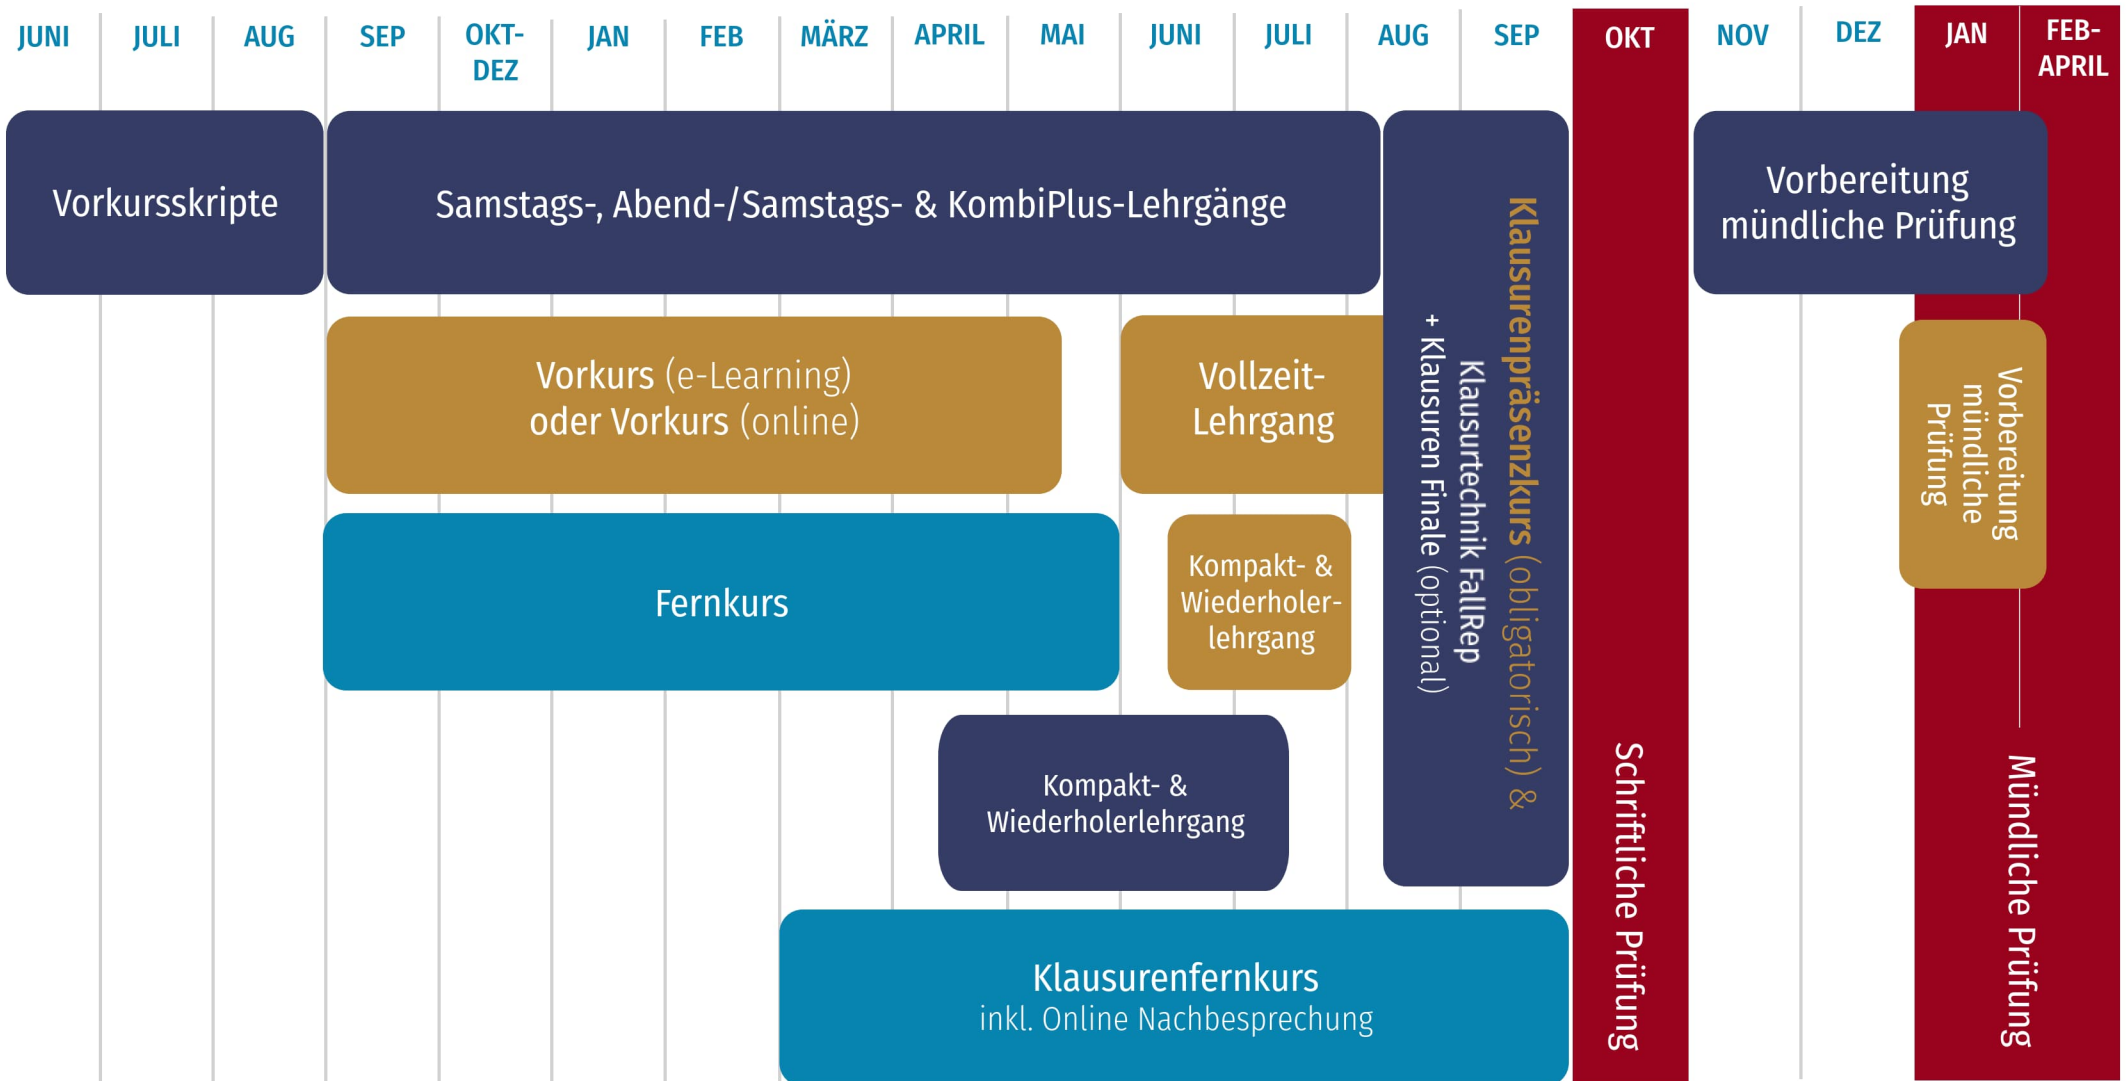 JUNI
JULI
AUG
SEP
OKT-
DEZ
JAN
FEB
MÄRZ
APRIL
MAI
JUNI
JULI
AUG
SEP
OKT
NOV
DEZ
JAN
FEB-
APRIL
Vorkursskripte
Samstags-, Abend-/Samstags- & KombiPlus-Lehrgänge
Klausurenpräsenzkurs (obligatorisch) &
Klausurtechnik FallRep
+ Klausuren Finale (optional)
Vorbereitung
mündliche Prüfung
Vorkurs (e-Learning)
oder Vorkurs (online)
Vollzeit-
Lehrgang
Vorbereitung
mündliche
Prüfung
Fernkurs
Kompakt- &
Wiederholer-
lehrgang
Kompakt- &
Wiederholerlehrgang
Schriftliche Prüfung
Mündliche Prüfung
Klausurenfernkurs
inkl. Online Nachbesprechung